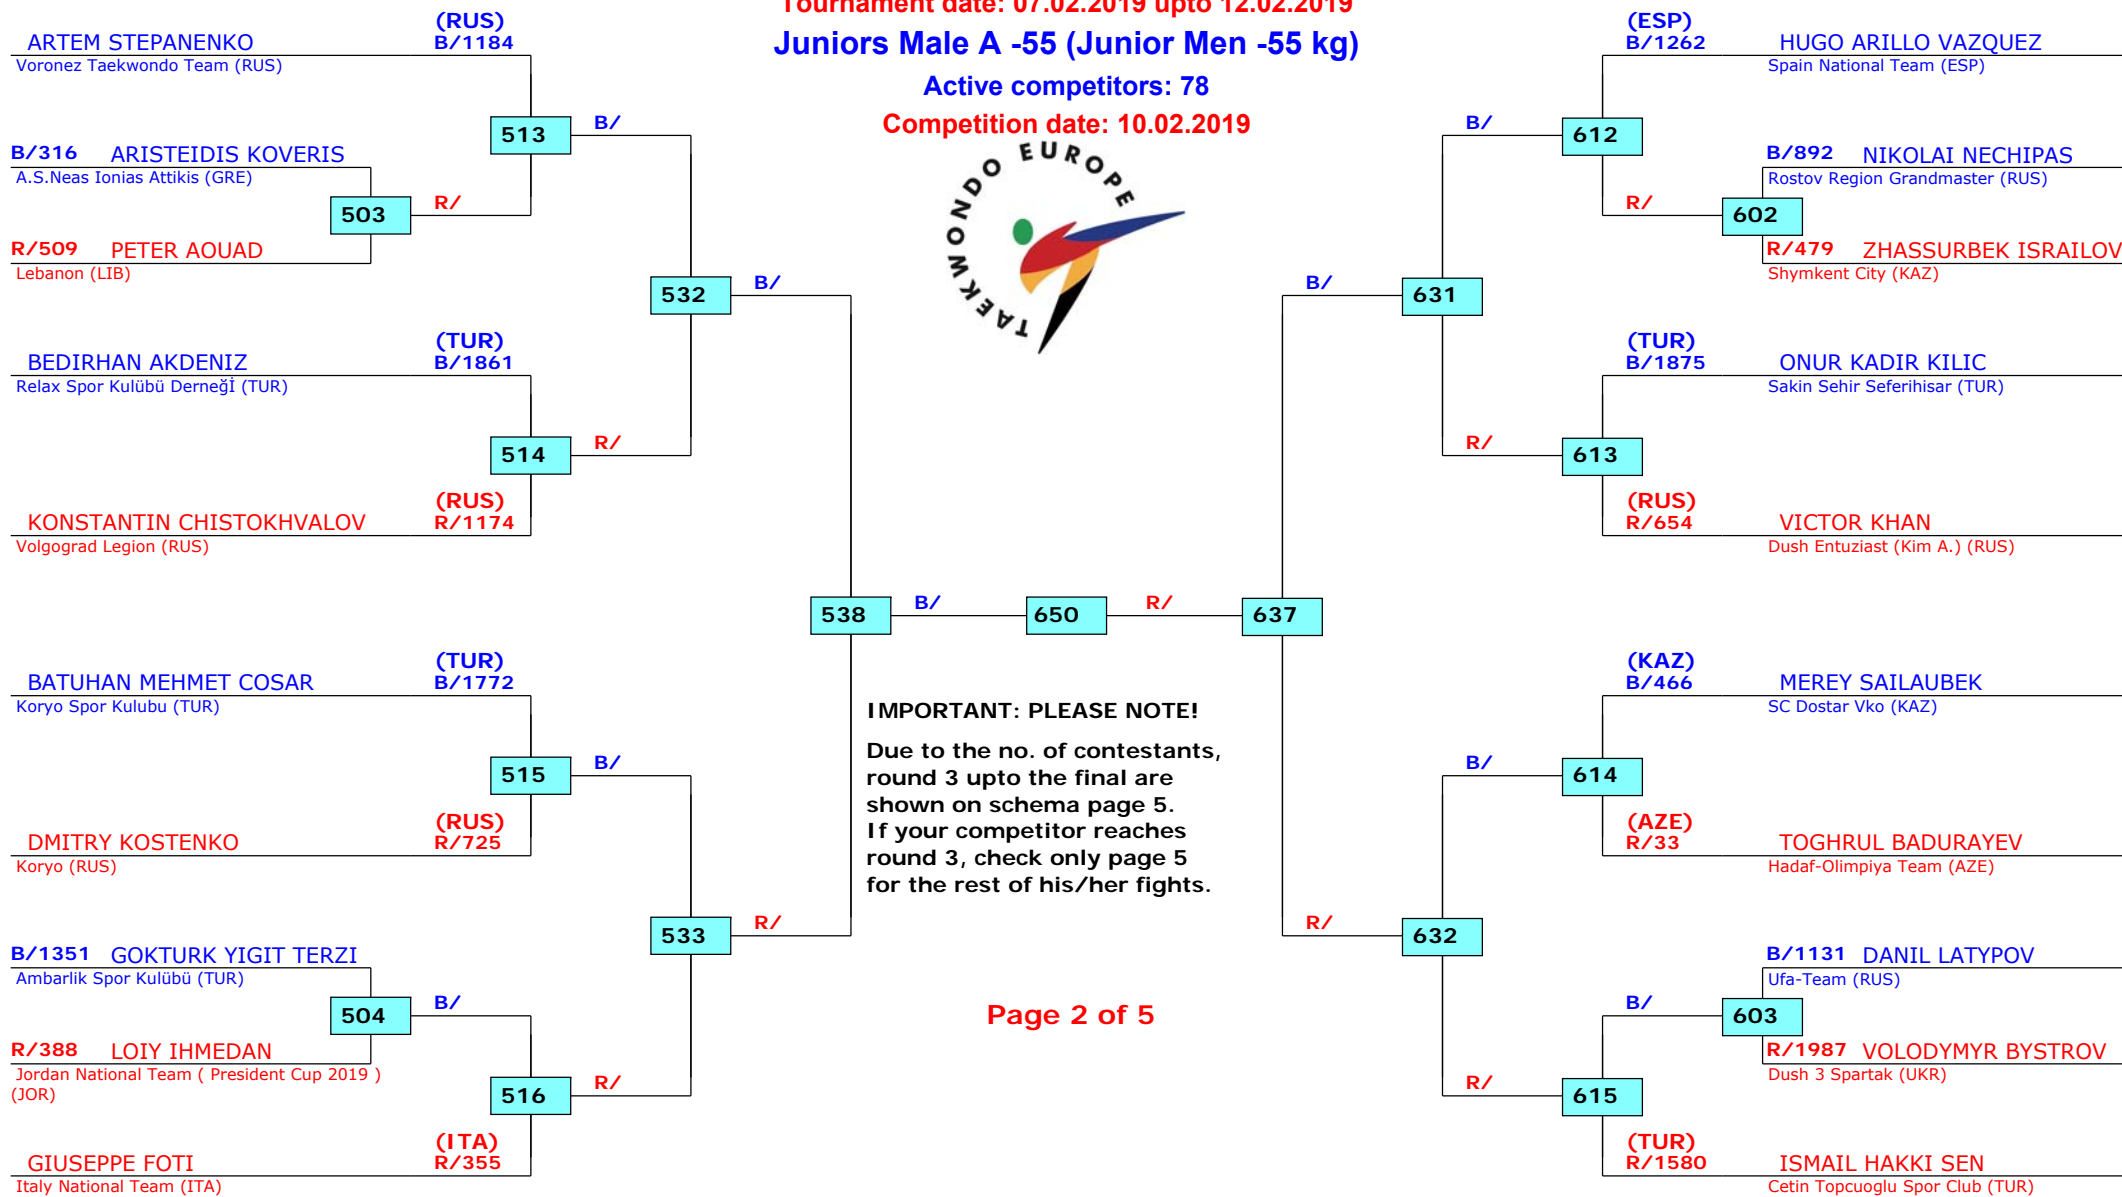 Tournament date: 07.02.2019 upto 12.02.2019
Juniors Male A -55 (Junior Men -55 kg)
Active competitors: 78
Competition date: 10.02.2019
TAEKWONDO EUROPE
(RUS)
ARTEM STEPANENKO B/1184
Voronez Taekwondo Team (RUS)
513 B/
B/316 ARISTEIDIS KOVERIS
A.S.Neas Ionias Attikis (GRE)
503 R/
R/509 PETER AOUAD
Lebanon (LIB)
532 B/
(TUR)
BEDIRHAN AKDENIZ B/1861
Relax Spor Kulübü Derneğİ (TUR)
514 R/
(RUS)
KONSTANTIN CHISTOKHVALOV R/1174
Volgograd Legion (RUS)
538 B/ 650 R/ 637
(TUR)
BATUHAN MEHMET COSAR B/1772
Koryo Spor Kulubu (TUR)
515 B/
(RUS)
DMITRY KOSTENKO R/725
Koryo (RUS)
533 R/
B/1351 GOKTURK YIGIT TERZI
Ambarlik Spor Kulübü (TUR)
504 B/
R/388 LOIY IHMEDAN
Jordan National Team ( President Cup 2019 )
(JOR)
516 R/
(ITA)
GIUSEPPE FOTI R/355
Italy National Team (ITA)
IMPORTANT: PLEASE NOTE!
Due to the no. of contestants,
round 3 upto the final are
shown on schema page 5.
If your competitor reaches
round 3, check only page 5
for the rest of his/her fights.
Page 2 of 5
(ESP)
B/1262 HUGO ARILLO VAZQUEZ
Spain National Team (ESP)
B/ 612
B/892 NIKOLAI NECHIPAS
Rostov Region Grandmaster (RUS)
R/ 602
R/479 ZHASSURBEK ISRAILOV
Shymkent City (KAZ)
B/ 631
(TUR)
B/1875 ONUR KADIR KILIC
Sakin Sehir Seferihisar (TUR)
R/ 613
(RUS)
R/654 VICTOR KHAN
Dush Entuziast (Kim A.) (RUS)
(KAZ)
B/466 MEREY SAILAUBEK
SC Dostar Vko (KAZ)
B/ 614
(AZE)
R/33 TOGHRUL BADURAYEV
Hadaf-Olimpiya Team (AZE)
R/ 632
B/1131 DANIL LATYPOV
Ufa-Team (RUS)
B/ 603
R/1987 VOLODYMYR BYSTROV
Dush 3 Spartak (UKR)
R/ 615
(TUR)
R/1580 ISMAIL HAKKI SEN
Cetin Topcuoglu Spor Club (TUR)